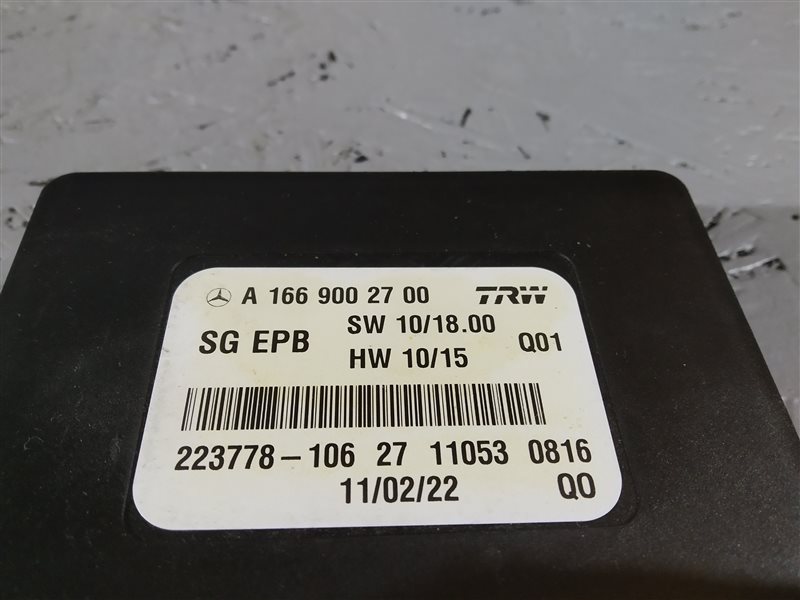 A 166 900 27 00 TRW
SG EPB SW 10/18.00 Q01
HW 10/15
223778-106 27 11053 0816
11/02/22 Q0